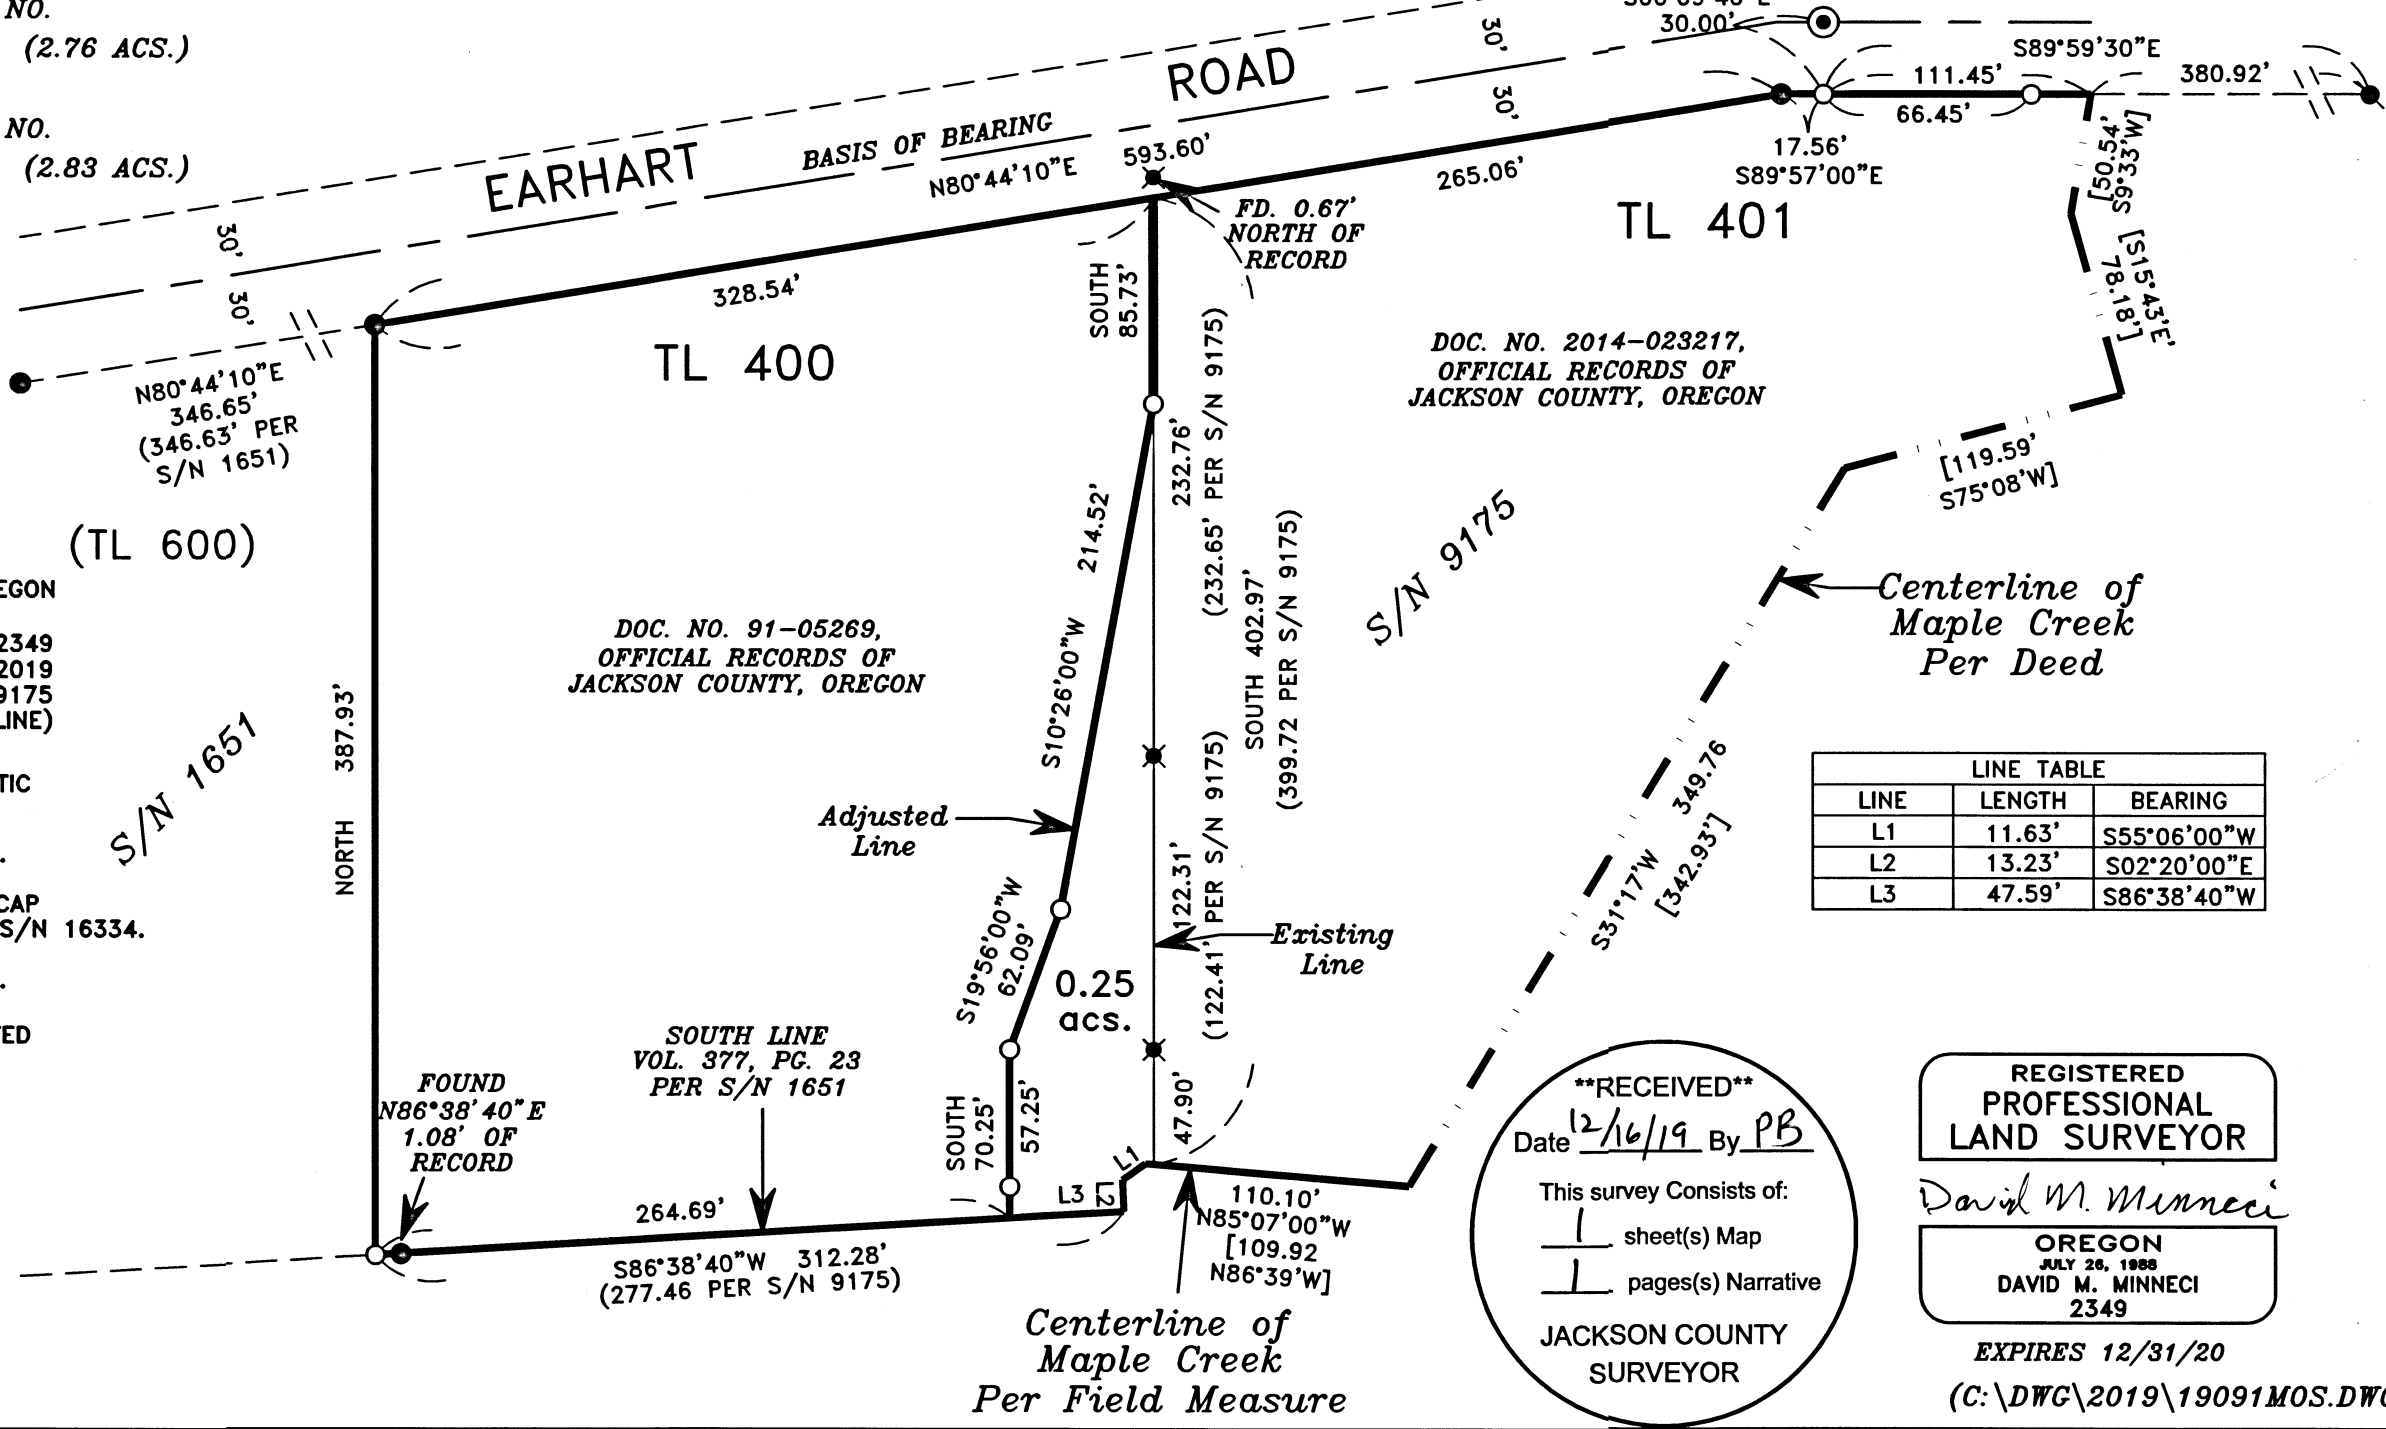 NO.
(2.76 ACS.)
NO.
(2.83 ACS.)
30.00'
S89°59'30"E
111.45'
380.92'
66.45'
17.56'
S89°57'00"E
30'
30'
ROAD
EARHART
BASIS OF BEARING
N80°44'10"E
593.60'
265.06'
[50.54'
S9°33'W]
[S15°43'E'
78.18']
TL 401
FD. 0.67'
NORTH OF
RECORD
30'
30'
328.54'
SOUTH
85.73'
TL 400
N80°44'10"E
346.65'
(346.63' PER
S/N 1651)
DOC. NO. 2014-023217,
OFFICIAL RECORDS OF
JACKSON COUNTY, OREGON
[119.59'
S75°08'W]
232.76'
(232.65' PER S/N 9175)
214.52'
S10°26'00"W
SOUTH 402.97'
(399.72 PER S/N 9175)
S/N 9175
(TL 600)
EGON
2349
2019
9175
LINE)
TIC
.
CAP
S/N 16334.
.
ED
S/N 1651
NORTH 387.93'
DOC. NO. 91-05269,
OFFICIAL RECORDS OF
JACKSON COUNTY, OREGON
Centerline of
Maple Creek
Per Deed
S31°17'W 349.76
[342.93']
LINE TABLE
LINE LENGTH BEARING
L1 11.63' S55°06'00"W
L2 13.23' S02°20'00"E
L3 47.59' S86°38'40"W
Adjusted
Line
122.31'
(122.41' PER S/N 9175)
Existing
Line
S19°56'00"W
62.09'
0.25
acs.
SOUTH LINE
VOL. 377, PG. 23
PER S/N 1651
FOUND
N86°38'40"E
1.08' OF
RECORD
SOUTH
70.25'
57.25'
47.90'
L1
L2
L3
264.69'
S86°38'40"W 312.28'
(277.46 PER S/N 9175)
110.10'
N85°07'00"W
[109.92
N86°39'W]
Centerline of
Maple Creek
Per Field Measure
**RECEIVED**
Date 12/16/19 By PB
This survey Consists of:
1 sheet(s) Map
1 pages(s) Narrative
JACKSON COUNTY
SURVEYOR
REGISTERED
PROFESSIONAL
LAND SURVEYOR
David M. Minneci
OREGON
JULY 26, 1988
DAVID M. MINNECI
2349
EXPIRES 12/31/20
(C:\DWG\2019\19091MOS.DW